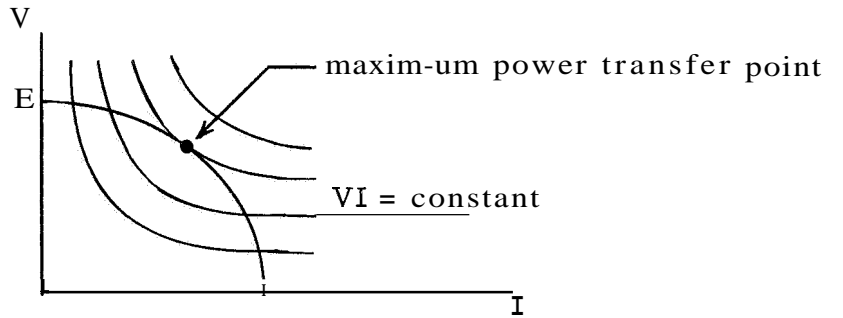 V
maxim-um power transfer point
E
VI = constant
I
I